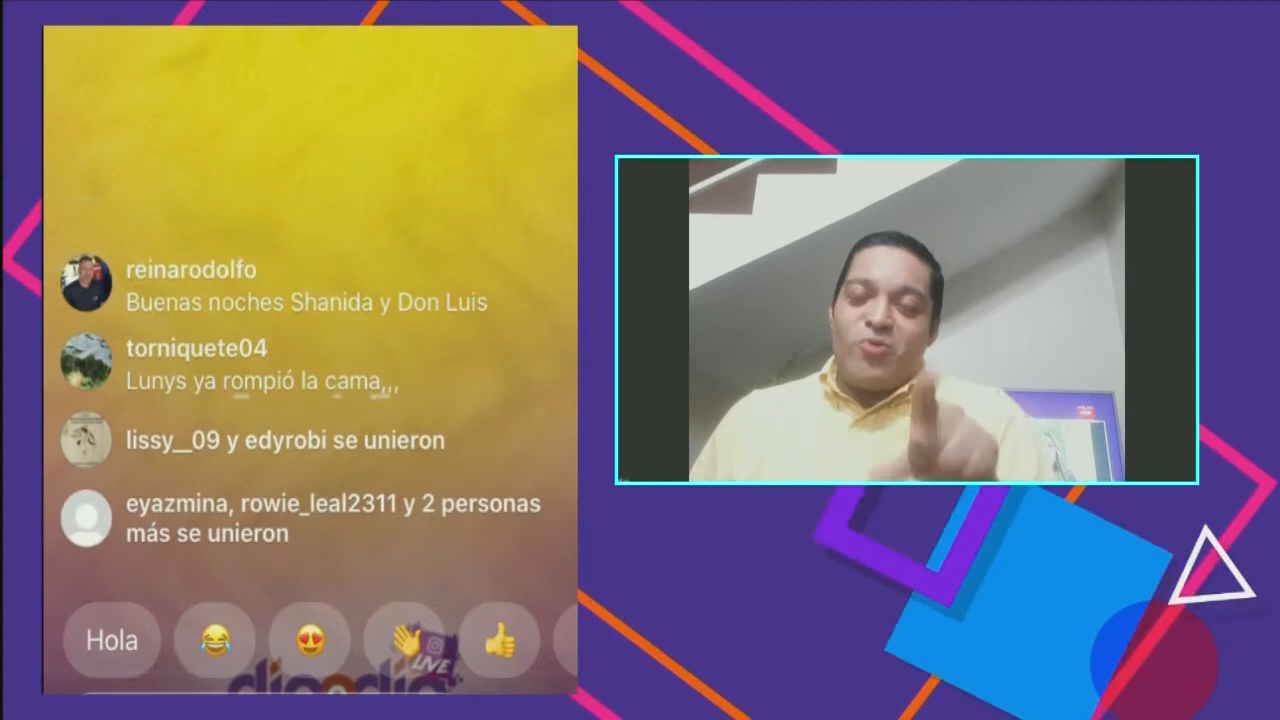 reinarodolfo
Buenas noches Shanida y Don Luis
torniquete04
Lunys ya rompió la cama,,,
lissy__09 y edyrobi se unieron
eyazmina, rowie_leal2311 y 2 personas
más se unieron
Hola
LIVE
díaadía